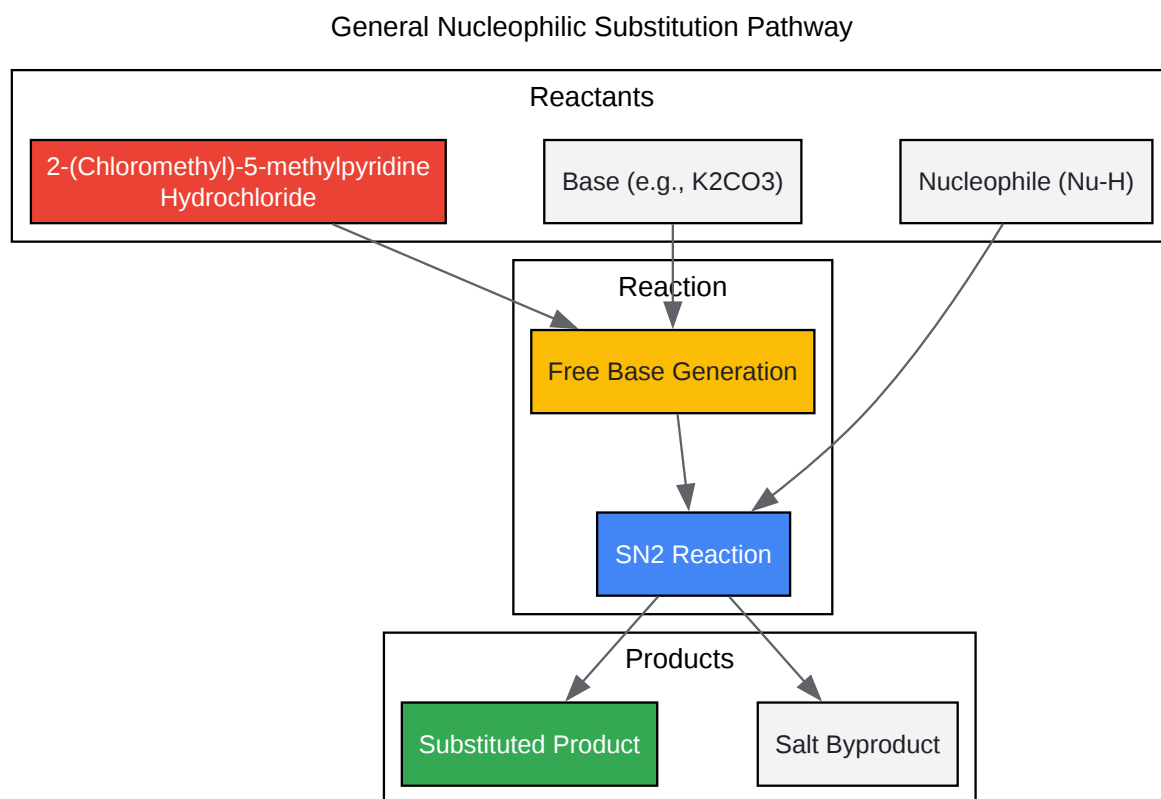 General Nucleophilic Substitution Pathway
Reactants
2-(Chloromethyl)-5-methylpyridine
Hydrochloride
Base (e.g., K2CO3)
Nucleophile (Nu-H)
Reaction
Free Base Generation
SN2 Reaction
Products
Substituted Product
Salt Byproduct